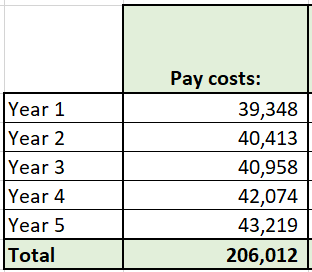 Pay costs:
Year 1 39,348
Year 2 40,413
Year 3 40,958
Year 4 42,074
Year 5 43,219
Total 206,012